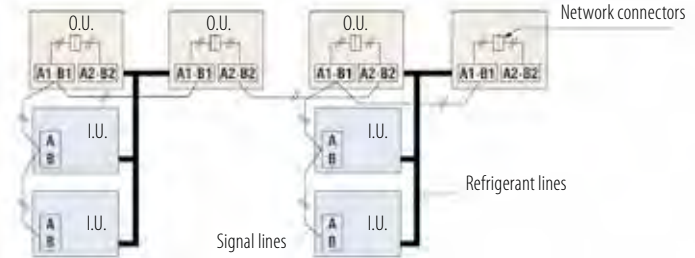 Network connectors
O.U.
O.U.
O.U.
A1-B1 A2-B2
A1-B1 A2-B2
A1-B1 A2-B2
A1-B1 A2-B2
I.U.
A
B
I.U.
A
B
Refrigerant lines
I.U.
A
B
Signal lines
I.U.
A
B